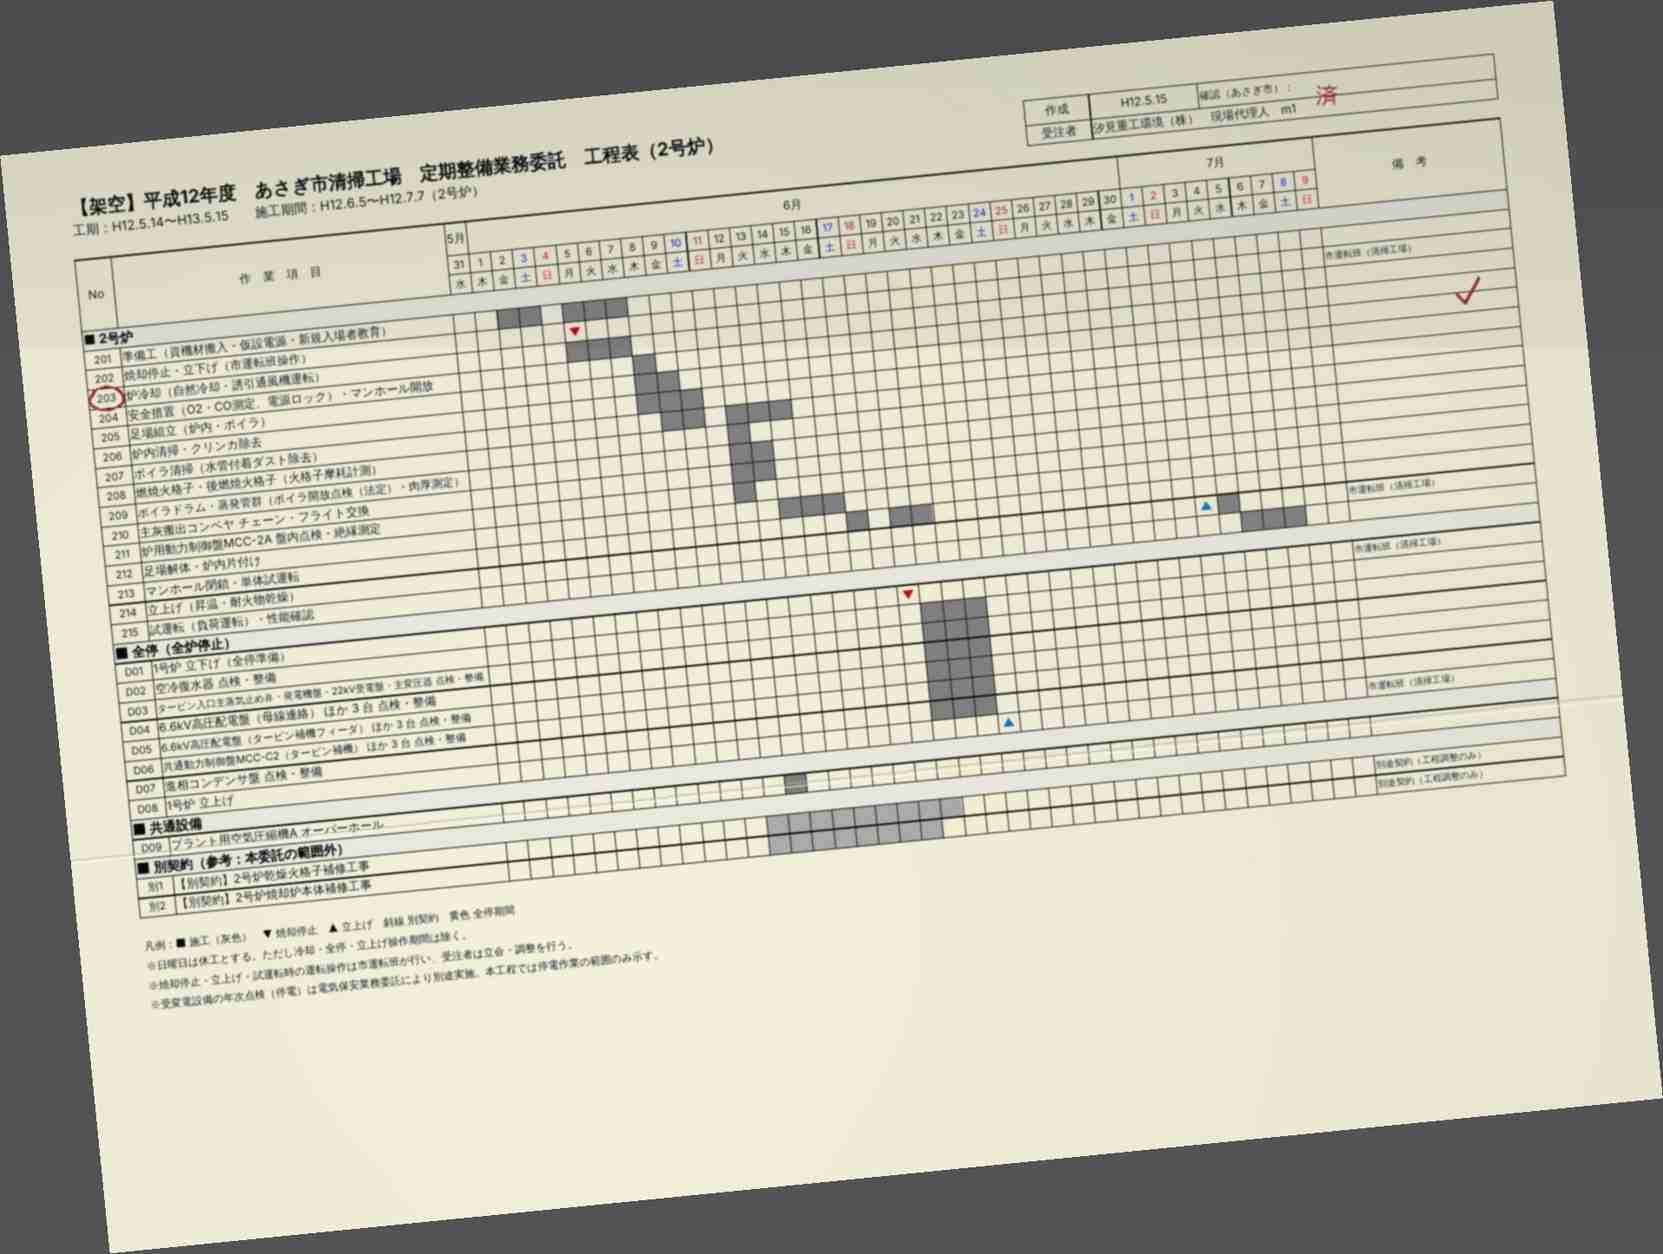 作成 H12.5.15 確認（あさぎ市）： 済
受注者 汐見重工環境（株） 現場代理人 m1
【架空】平成12年度 あさぎ市清掃工場 定期整備業務委託 工程表（2号炉）
工期：H12.5.14〜H13.5.15 施工期間：H12.6.5〜H12.7.7（2号炉）
No 作業項目 5月 6月 7月 備考
31 1 2 3 4 5 6 7 8 9 10 11 12 13 14 15 16 17 18 19 20 21 22 23 24 25 26 27 28 29 30 1 2 3 4 5 6 7 8 9
水 木 金 土 日 月 火 水 木 金 土 日 月 火 水 木 金 土 日 月 火 水 木 金 土 日 月 火 水 木 金 土 日 月 火 水 木 金 土 日
■ 2号炉
201 準備工（資機材搬入・仮設電源・新規入場者教育）
202 焼却停止・立下げ（市運転班操作） ▼ 市運転班（清掃工場）
203 炉冷却（自然冷却・誘引通風機運転）
204 安全措置（O2・CO測定、電源ロック）・マンホール開放
205 足場組立（炉内・ボイラ）
206 炉内清掃・クリンカ除去
207 ボイラ清掃（水管付着ダスト除去）
208 燃焼火格子・後燃焼火格子（火格子摩耗計測）
209 ボイラドラム・蒸発管群（ボイラ開放点検（法定）・肉厚測定）
210 主灰搬出コンベヤ チェーン・フライト交換
211 炉用動力制御盤MCC-2A 盤内点検・絶縁測定
212 足場解体・炉内片付け
213 マンホール閉鎖・単体試運転
214 立上げ（昇温・耐火物乾燥） ▲ 市運転班（清掃工場）
215 試運転（負荷運転）・性能確認
■ 全停（全炉停止）
D01 1号炉 立下げ（全停準備） ▼ 市運転班（清掃工場）
D02 空冷復水器 点検・整備
D03 タービン入口主蒸気止め弁・発電機盤・22kV受電盤・主変圧器 点検・整備
D04 6.6kV高圧配電盤（母線連絡） ほか 3 台 点検・整備
D05 6.6kV高圧配電盤（タービン補機フィーダ） ほか 3 台 点検・整備
D06 共通動力制御盤MCC-C2（タービン補機） ほか 3 台 点検・整備
D07 進相コンデンサ盤 点検・整備
D08 1号炉 立上げ ▲ 市運転班（清掃工場）
■ 共通設備
D09 プラント用空気圧縮機A オーバーホール
■ 別契約（参考：本委託の範囲外）
別1 【別契約】2号炉乾燥火格子補修工事 別途契約（工程調整のみ）
別2 【別契約】2号炉焼却炉本体補修工事 別途契約（工程調整のみ）
凡例：■ 施工（灰色） ▼ 焼却停止 ▲ 立上げ 斜線 別契約 黄色 全停期間
※日曜日は休工とする。ただし冷却・全停・立上げ操作期間は除く。
※焼却停止・立上げ・試運転時の運転操作は市運転班が行い、受注者は立会・調整を行う。
※受変電設備の年次点検（停電）は電気保安業務委託により別途実施。本工程では停電作業の範囲のみ示す。